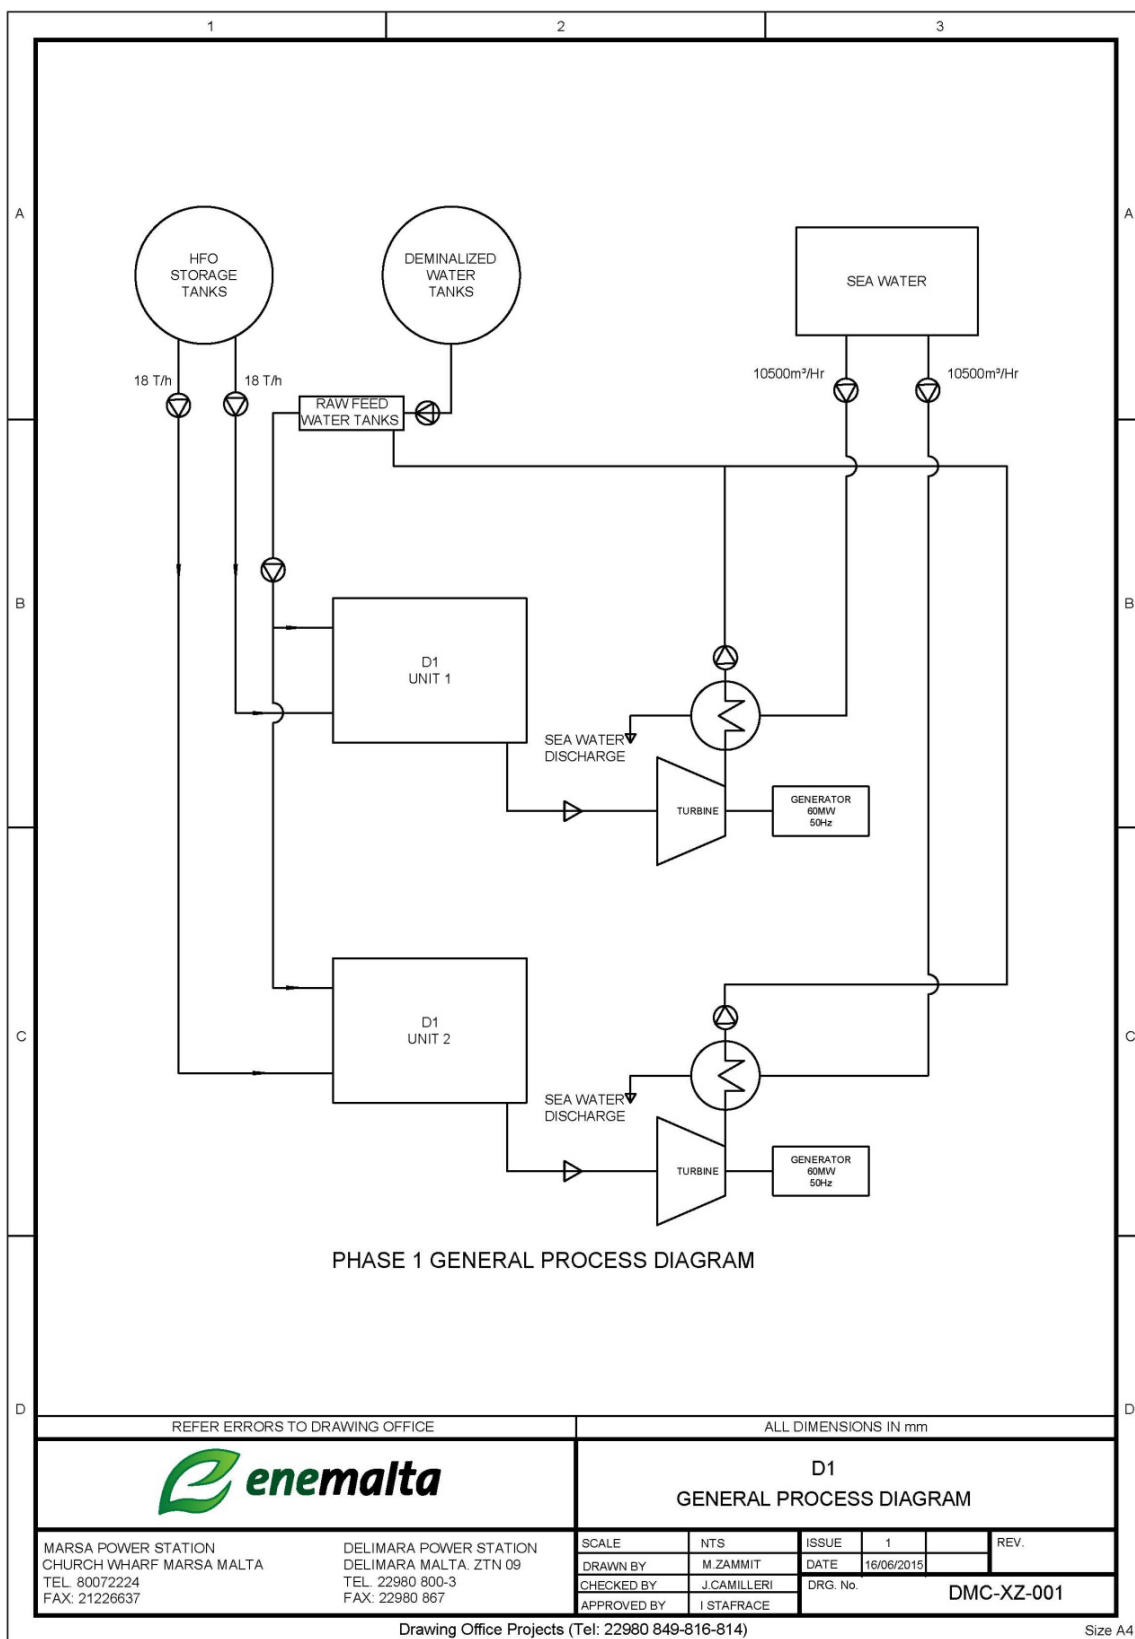 1
2
3
A
A
HFO
STORAGE
TANKS
DEMINALIZED
WATER
TANKS
SEA WATER
18 T/h
18 T/h
10500m³/Hr
10500m³/Hr
RAW FEED
WATER TANKS
B
B
D1
UNIT 1
SEA WATER
DISCHARGE
TURBINE
GENERATOR
60MW
50Hz
C
C
D1
UNIT 2
SEA WATER
DISCHARGE
TURBINE
GENERATOR
60MW
50Hz
PHASE 1 GENERAL PROCESS DIAGRAM
D
D
REFER ERRORS TO DRAWING OFFICE
ALL DIMENSIONS IN mm
enemalta
D1
GENERAL PROCESS DIAGRAM
MARSA POWER STATION
CHURCH WHARF MARSA MALTA
TEL. 80072224
FAX: 21226637
DELIMARA POWER STATION
DELIMARA MALTA. ZTN 09
TEL. 22980 800-3
FAX: 22980 867
SCALE NTS ISSUE 1 REV.
DRAWN BY M.ZAMMIT DATE 16/06/2015
CHECKED BY J.CAMILLERI DRG. No. DMC-XZ-001
APPROVED BY I STAFRACE
Drawing Office Projects (Tel: 22980 849-816-814)
Size A4